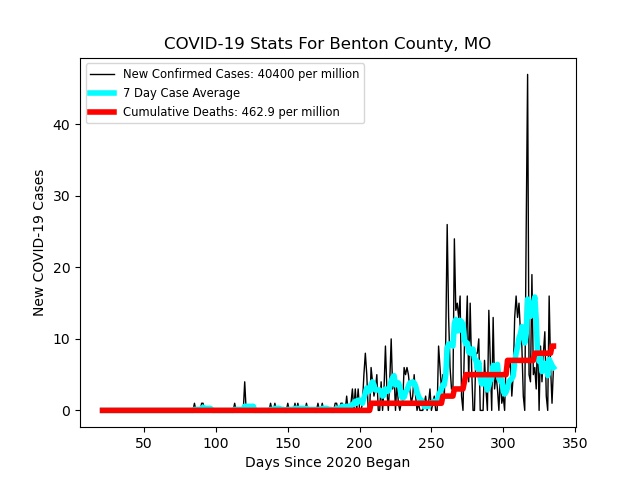 COVID-19 Stats For Benton County, MO
New Confirmed Cases: 40400 per million
7 Day Case Average
Cumulative Deaths: 462.9 per million
New COVID-19 Cases
40
30
20
10
0
50
100
150
200
250
300
350
Days Since 2020 Began